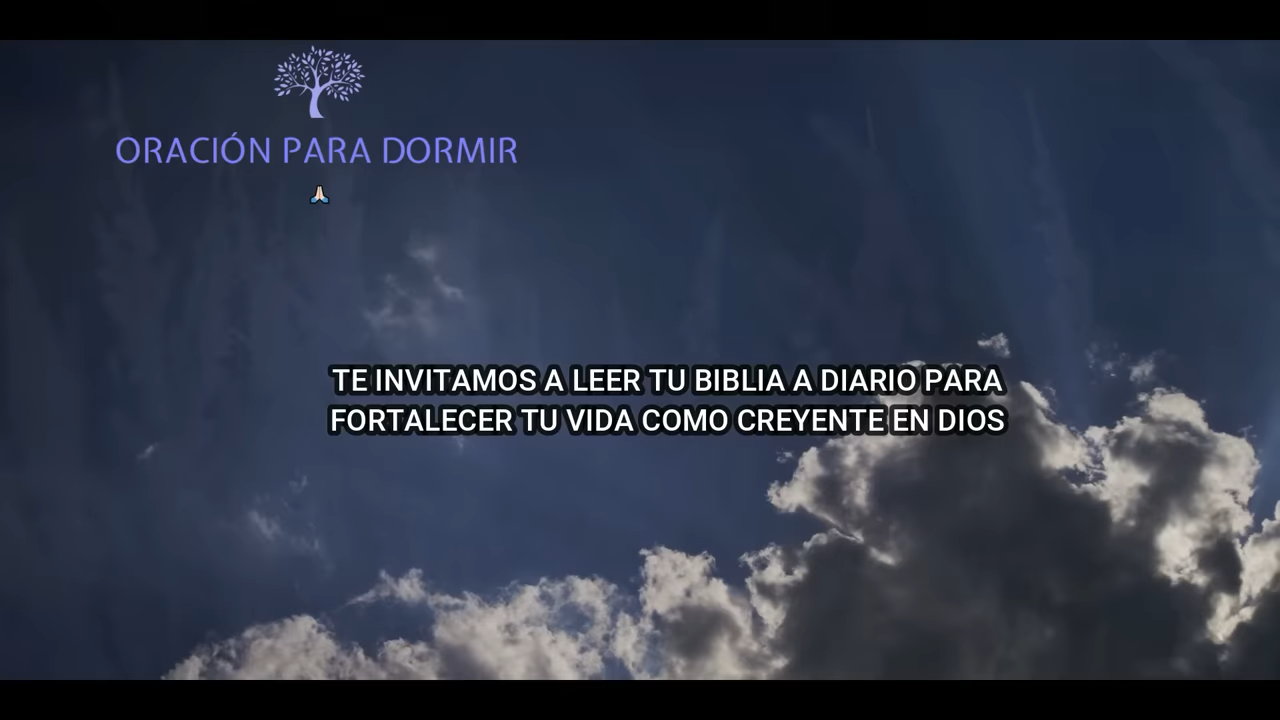 ORACIÓN PARA DORMIR
TE INVITAMOS A LEER TU BIBLIA A DIARIO PARA
FORTALECER TU VIDA COMO CREYENTE EN DIOS